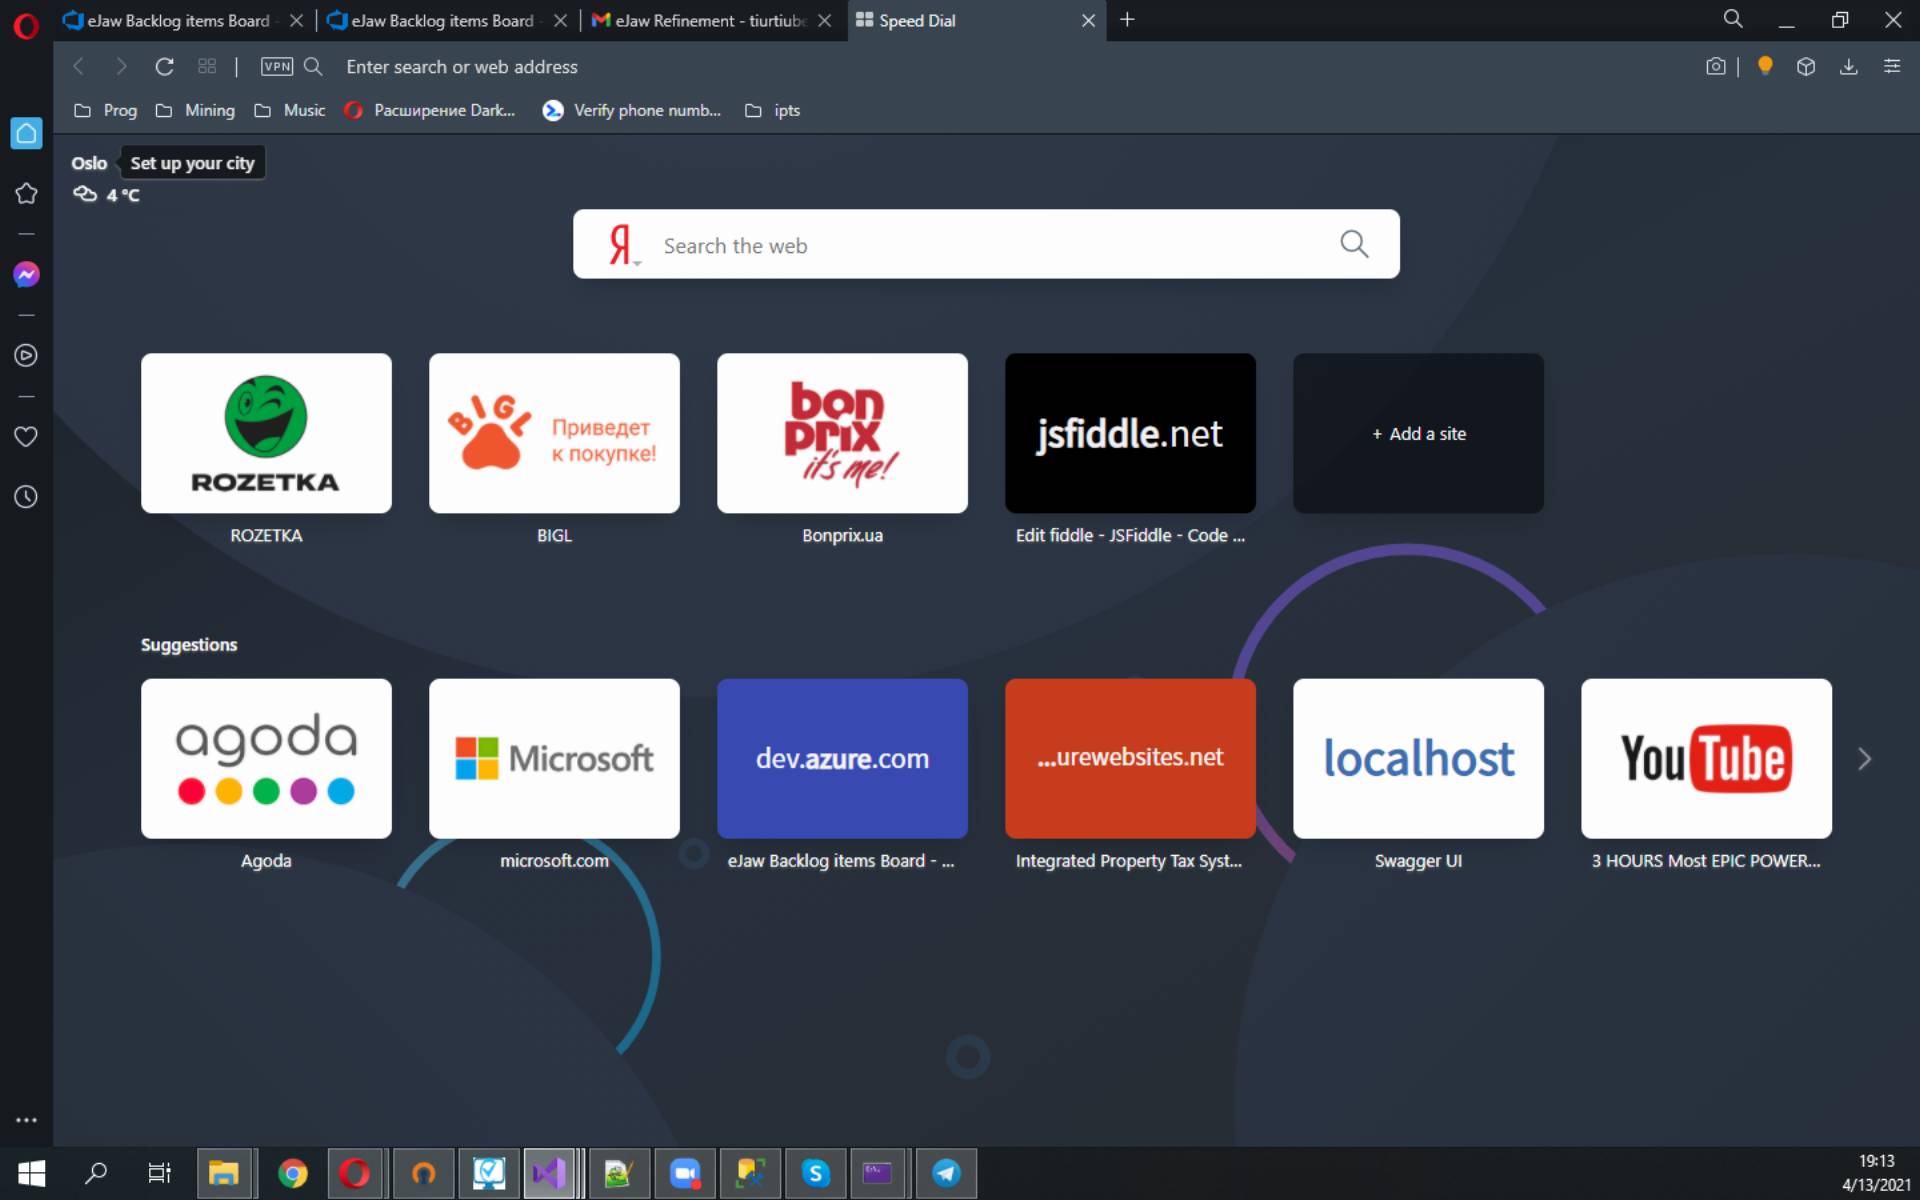 eJaw Backlog items Board -
eJaw Backlog items Board -
eJaw Refinement - tiurtiube
Speed Dial
VPN
Enter search or web address
Prog
Mining
Music
Расширение Dark...
Verify phone numb...
ipts
Oslo
Set up your city
4 °C
Я
Search the web
ROZETKA
BIGL
Приведет
к покупке!
bon
prix
it's me!
jsfiddle.net
+ Add a site
ROZETKA
BIGL
Bonprix.ua
Edit fiddle - JSFiddle - Code ...
Suggestions
agoda
Microsoft
dev.azure.com
...urewebsites.net
localhost
YouTube
Agoda
microsoft.com
eJaw Backlog items Board - ...
Integrated Property Tax Syst...
Swagger UI
3 HOURS Most EPIC POWER...
19:13
4/13/2021